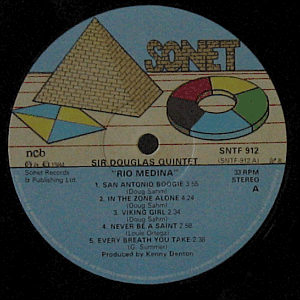 SONET
ncb
SNTF 912
(SNTF 912 A)
℗ & © 1984
Sonet Records
& Publishing Ltd.
SIR DOUGLAS QUINTET
"RIO MEDINA"
33 RPM
STEREO
A
1. SAN ANTONIO BOOGIE 3.55
(Doug Sahm)
2. IN THE ZONE ALONE 4.24
(Doug Sahm)
3. VIKING GIRL 2.34
(Doug Sahm)
4. NEVER BE A SAINT 2.58
(Louie Ortega)
5. EVERY BREATH YOU TAKE 2.38
(G. Summer)
Produced by Kenny Denton